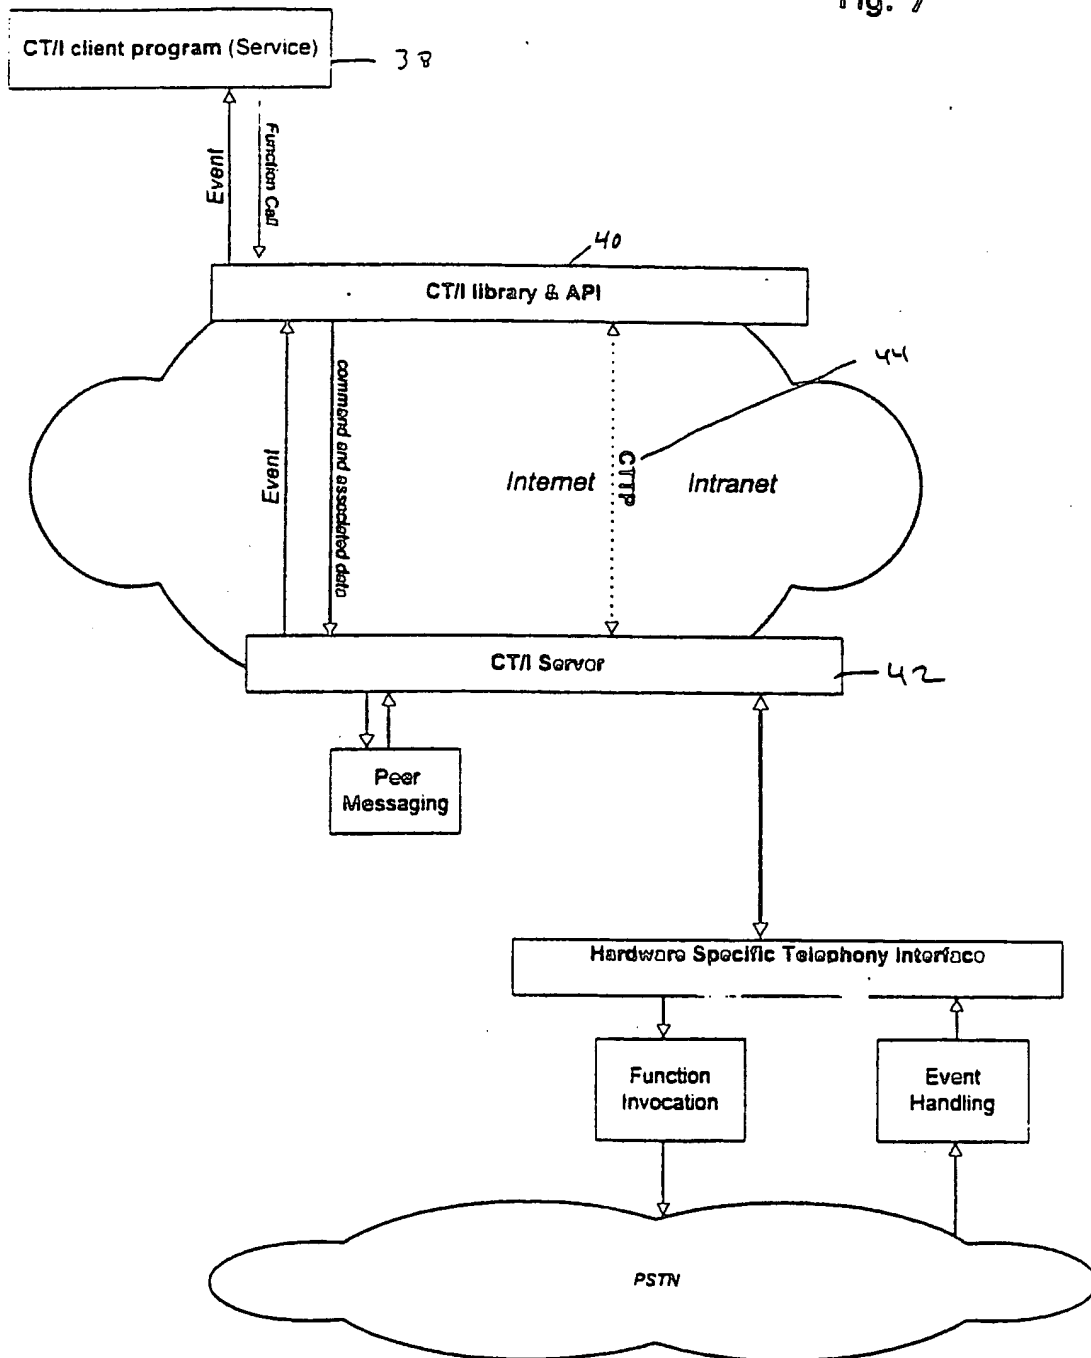 Fig. 7
CT/I client program (Service)
38
Event
Function Call
40
CT/I library & API
44
Event
command and associated data
Internet
CTTP
Intranet
CT/I Server
42
Peer
Messaging
Hardware Specific Telephony Interface
Function
Invocation
Event
Handling
PSTN